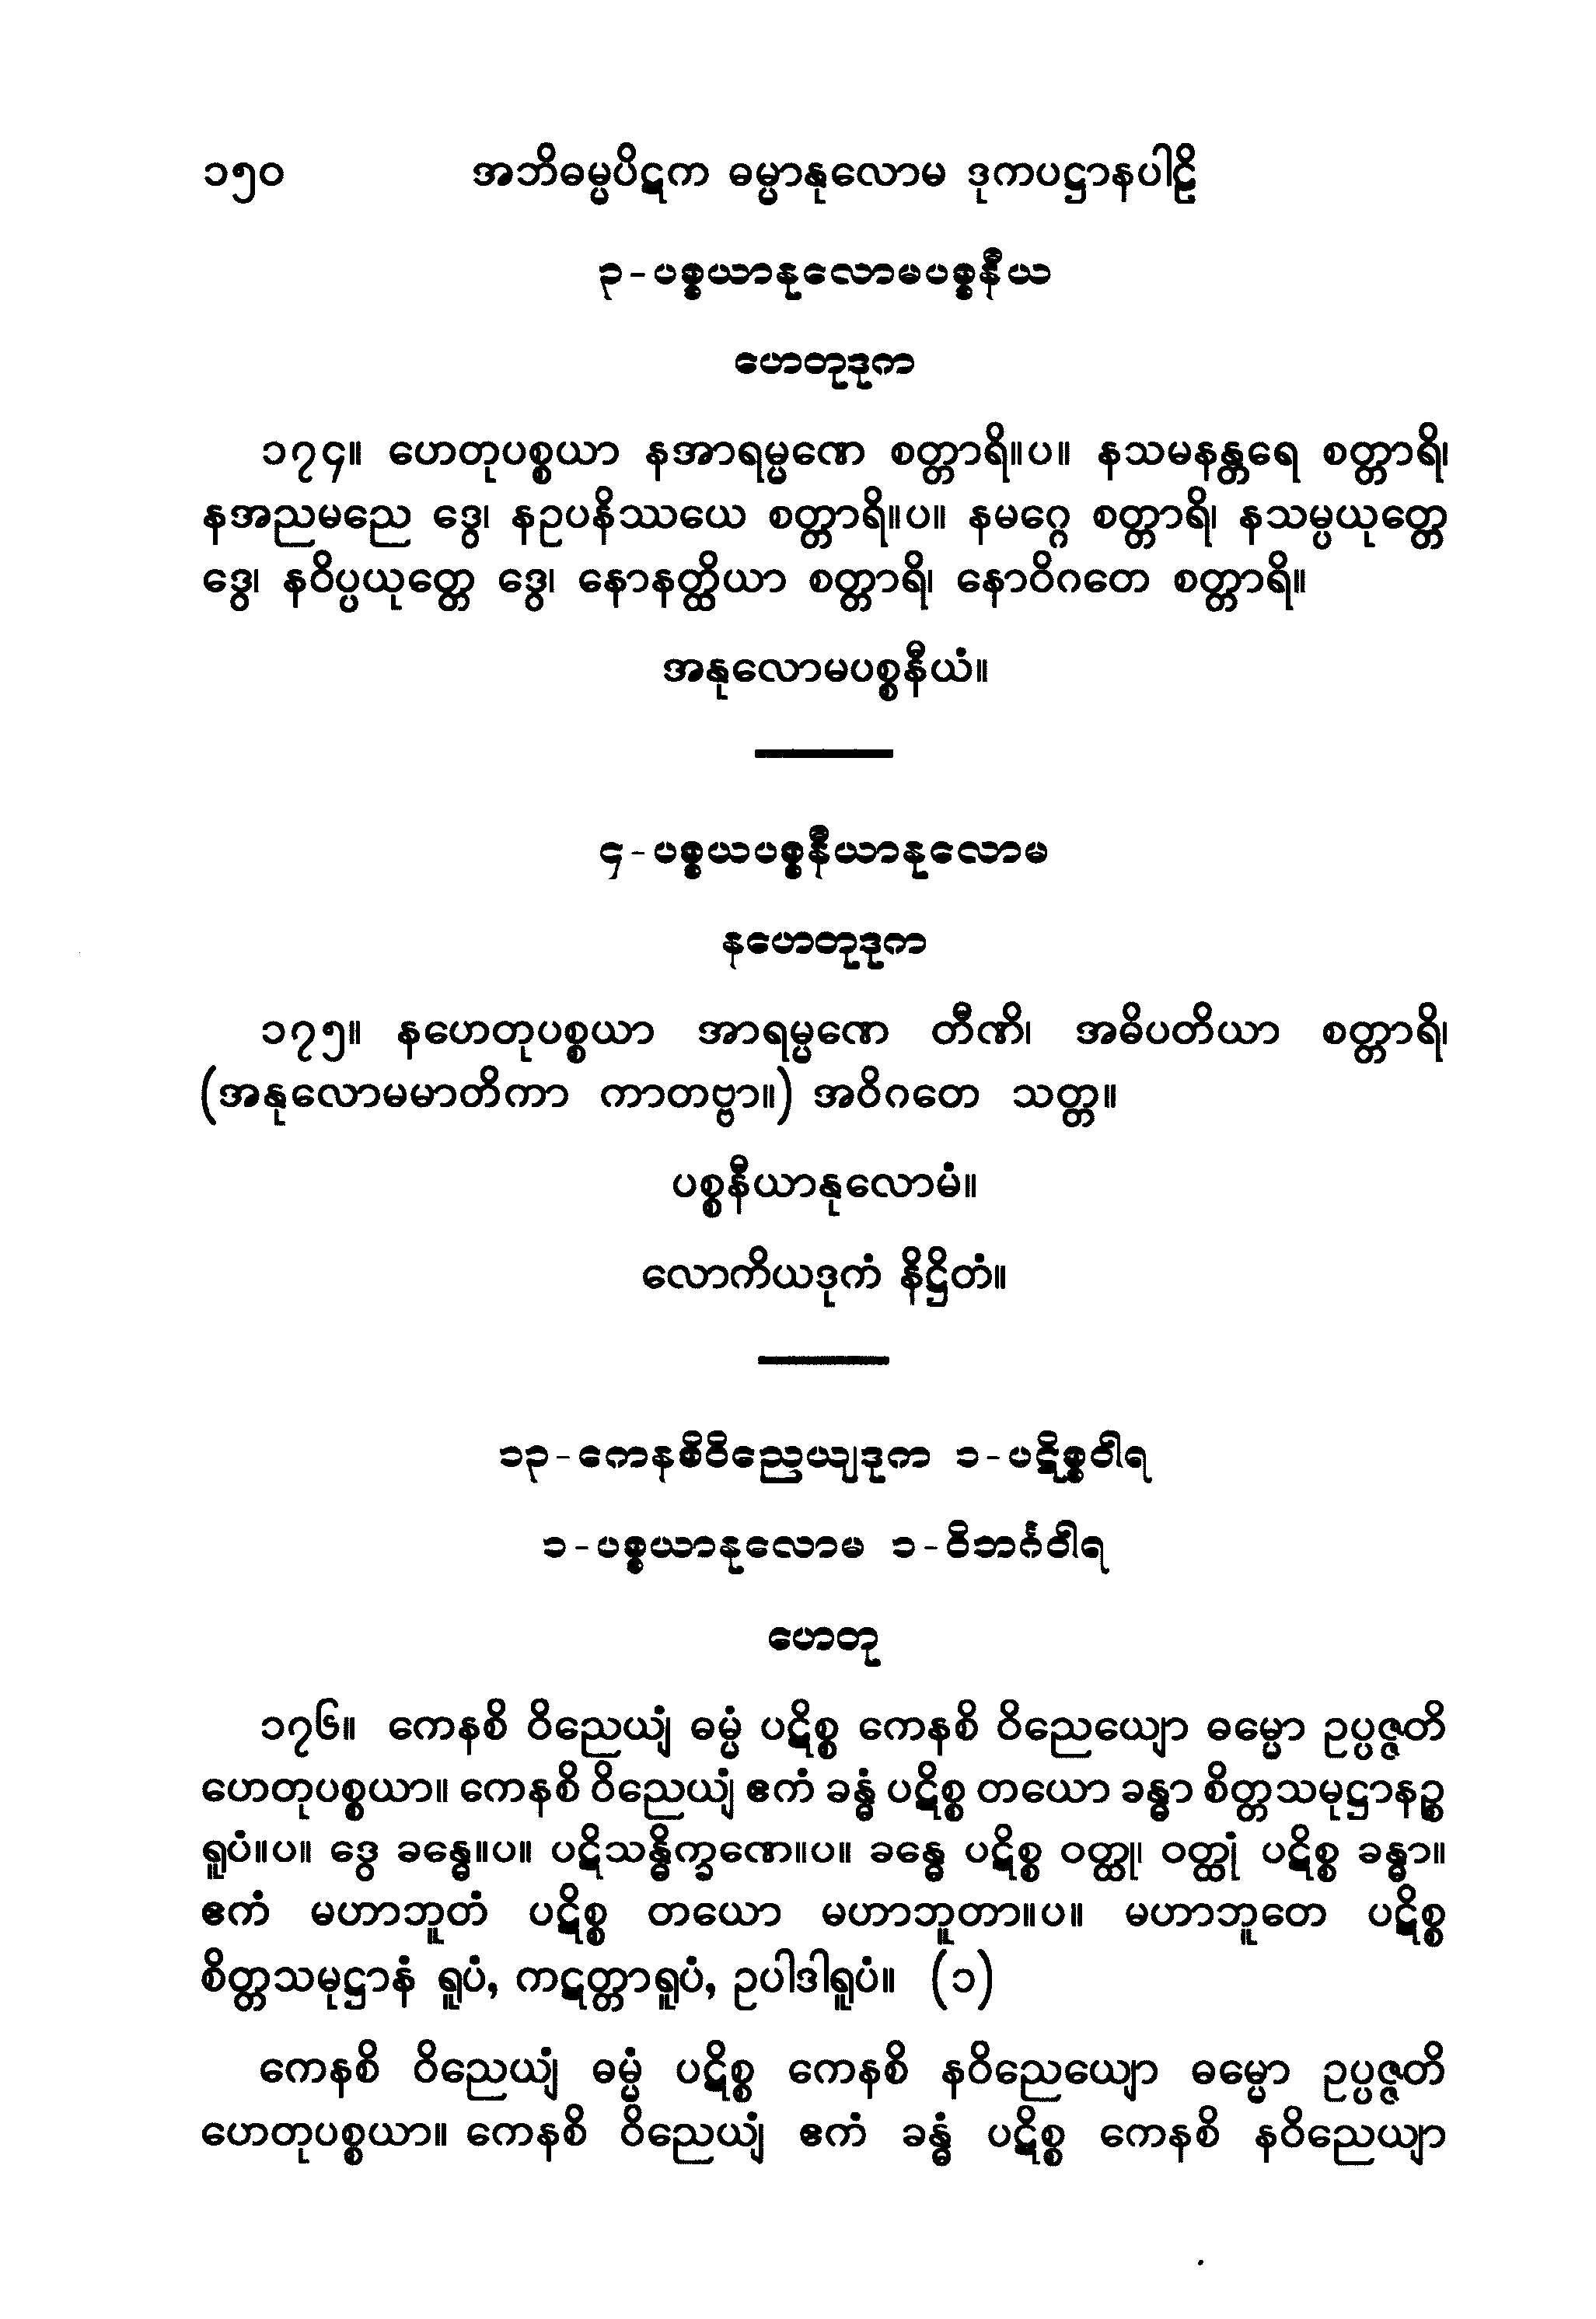 ၁၅၀ အဘိဓမ္မပိဋက ဓမ္မာနုလောမ ဒုကပဋ္ဌာနပါဠိ
၃-ပစ္စယာနုလောမပစ္စနီယ
ဟေတုဒုက
၁၇၄။ ဟေတုပစ္စယာ နအာရမ္မဏေ စတ္တာရိ။ပ။ နသမနန္တရေ စတ္တာရိ၊
နအညမညေ ဒွေ၊ နဥပနိဿယေ စတ္တာရိ။ပ။ နမဂ္ဂေ စတ္တာရိ၊ နသမ္ပယုတ္တေ
ဒွေ၊ နဝိပ္ပယုတ္တေ ဒွေ၊ နောနတ္ထိယာ စတ္တာရိ၊ နောဝိဂတေ စတ္တာရိ။
အနုလောမပစ္စနီယံ။
၄-ပစ္စယပစ္စနီယာနုလောမ
နဟေတုဒုက
၁၇၅။ နဟေတုပစ္စယာ အာရမ္မဏေ တီဏိ၊ အဓိပတိယာ စတ္တာရိ၊
(အနုလောမမာတိကာ ကာတဗ္ဗာ။) အဝိဂတေ သတ္တ။
ပစ္စနီယာနုလောမံ။
လောကိယဒုကံ နိဋ္ဌိတံ။
၁၃-ကေနစိဝိညေယျဒုက ၁-ပဋိစ္စဝါရ
၁-ပစ္စယာနုလောမ ၁-ဝိဘင်္ဂဝါရ
ဟေတု
၁၇၆။ ကေနစိ ဝိညေယျံ ဓမ္မံ ပဋိစ္စ ကေနစိ ဝိညေယျော ဓမ္မော ဥပ္ပဇ္ဇတိ
ဟေတုပစ္စယာ။ ကေနစိ ဝိညေယျံ ဧကံ ခန္ဓံ ပဋိစ္စ တယော ခန္ဓာ စိတ္တသမုဋ္ဌာနဉ္စ
ရူပံ။ပ။ ဒွေ ခန္ဓေ။ပ။ ပဋိသန္ဓိက္ခဏေ။ပ။ ခန္ဓေ ပဋိစ္စ ဝတ္ထု၊ ဝတ္ထုံ ပဋိစ္စ ခန္ဓာ။
ဧကံ မဟာဘူတံ ပဋိစ္စ တယော မဟာဘူတာ။ပ။ မဟာဘူတေ ပဋိစ္စ
စိတ္တသမုဋ္ဌာနံ ရူပံ, ကဋတ္တာရူပံ, ဥပါဒါရူပံ။ (၁)
ကေနစိ ဝိညေယျံ ဓမ္မံ ပဋိစ္စ ကေနစိ နဝိညေယျော ဓမ္မော ဥပ္ပဇ္ဇတိ
ဟေတုပစ္စယာ။ ကေနစိ ဝိညေယျံ ဧကံ ခန္ဓံ ပဋိစ္စ ကေနစိ နဝိညေယျာ